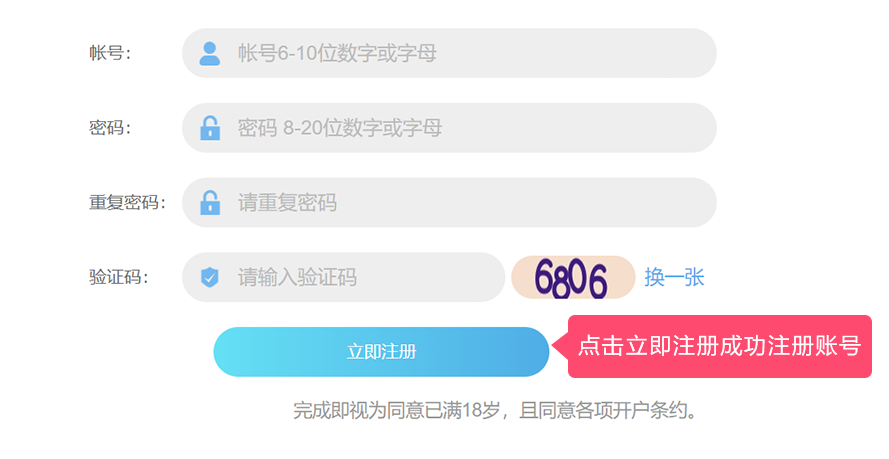 帐号: 帐号6-10位数字或字母
密码: 密码 8-20位数字或字母
重复密码: 请重复密码
验证码: 请输入验证码 6806 换一张
立即注册 点击立即注册成功注册账号
完成即视为同意已满18岁，且同意各项开户条约。